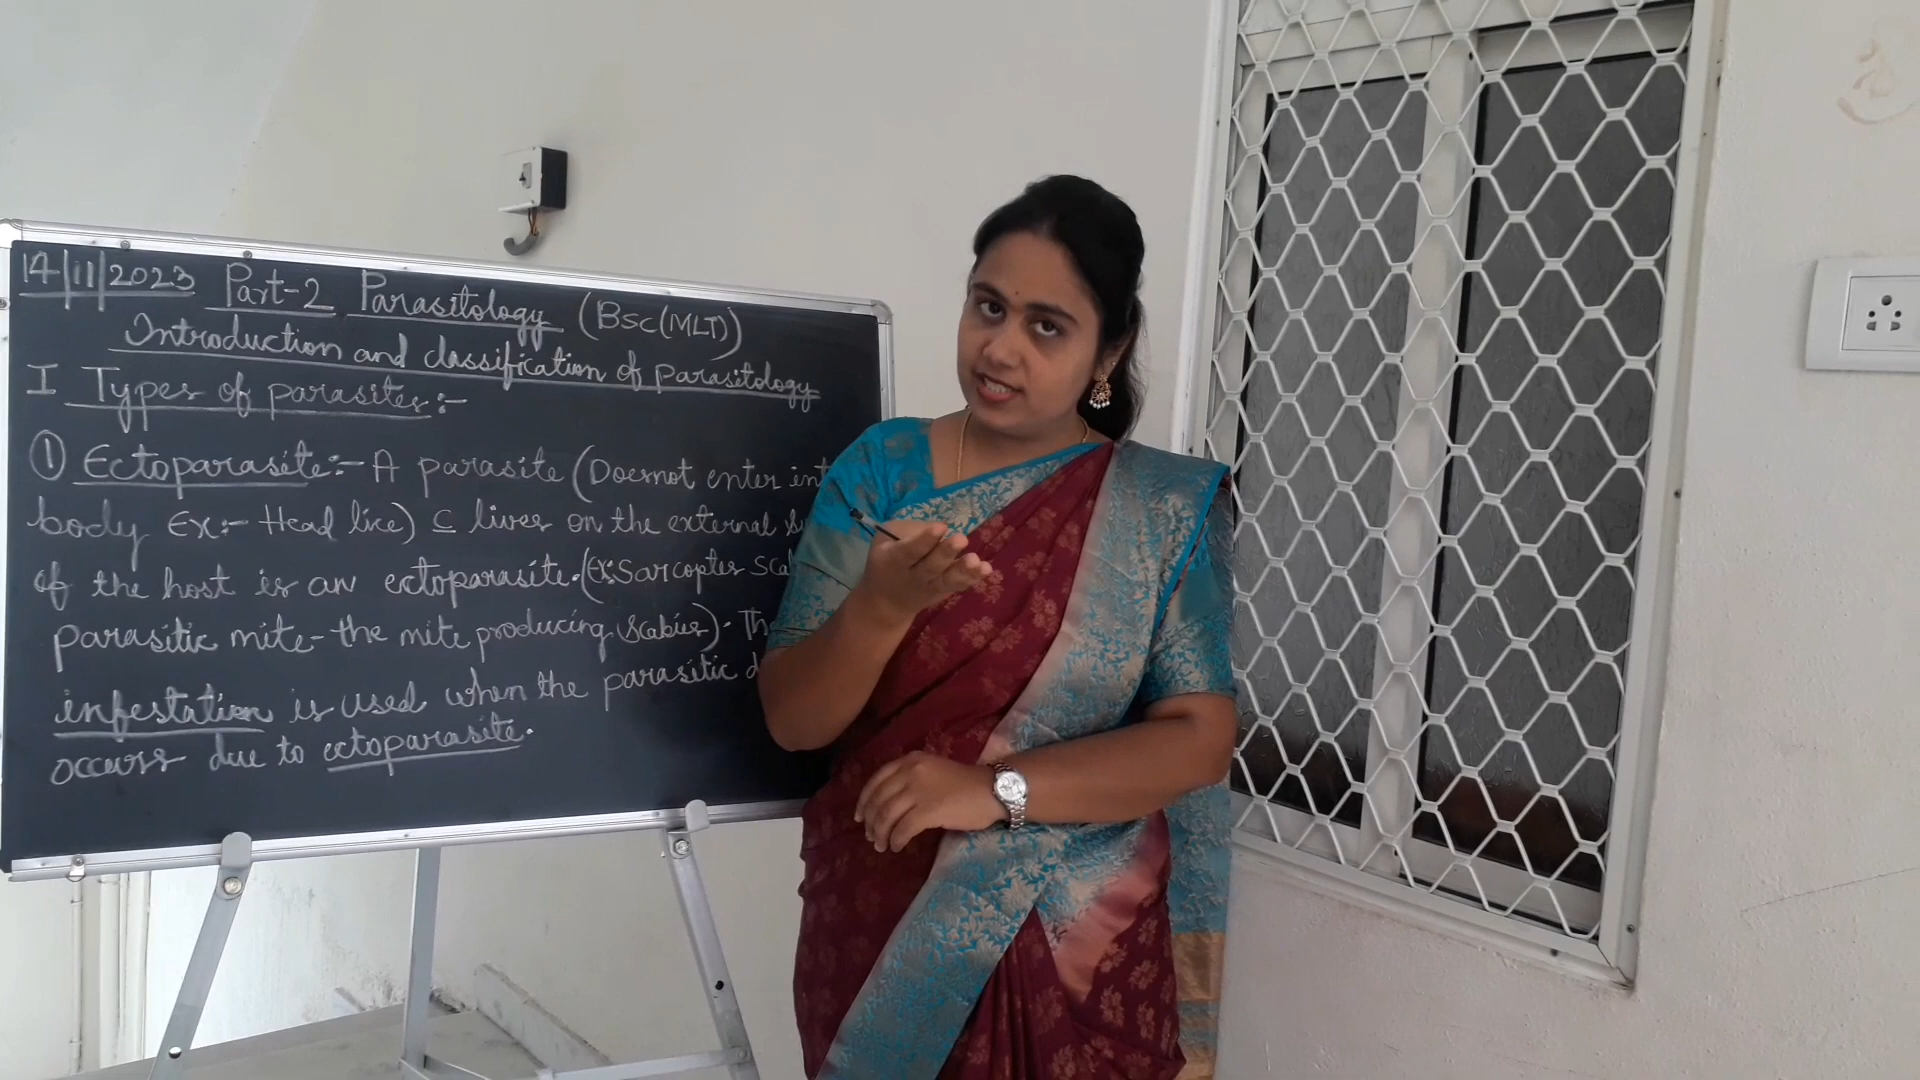 14/11/2023 Part-2 Parasitology (BSc(MLT))
Introduction and classification of parasitology
I Types of parasites:-
① Ectoparasite:- A parasite (Doesnot enter int
body Ex:- Head lice) C lives on the external
of the host is an ectoparasite. (Ex: Sarcoptes Sca
parasitic mite - the mite producing Scabies). Th
infestation is used when the parasitic d
occurs due to ectoparasite.